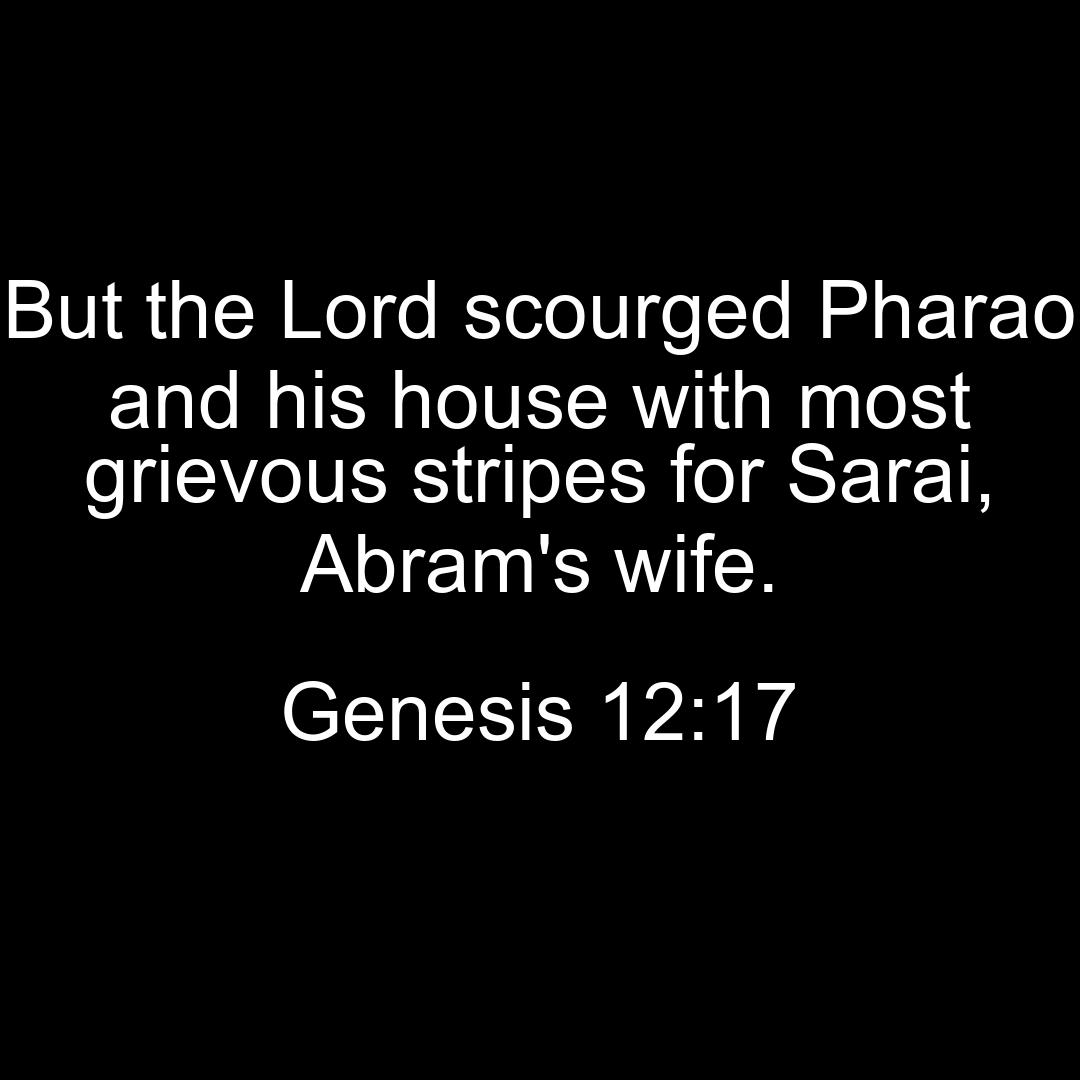 But the Lord scourged Pharao
and his house with most
grievous stripes for Sarai,
Abram's wife.
Genesis 12:17